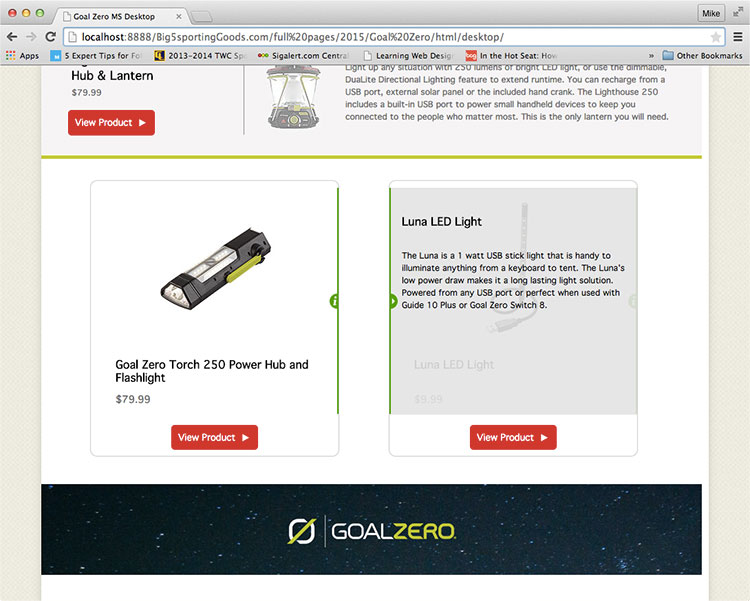 Goal Zero MS Desktop
Mike
localhost:8888/Big5sportingGoods.com/full%20pages/2015/Goal%20Zero/html/desktop/
Apps
5 Expert Tips for Fo
2013-2014 TWC Sp
Sigalert.com Central
Learning Web Design
In the Hot Seat: How
»
Other Bookmarks
Hub & Lantern
$79.99
View Product
Light up any situation with 250 lumens of bright LED light, or use the dimmable,
DuaLite Directional Lighting feature to extend runtime. You can recharge from a
USB port, external solar panel or the included hand crank. The Lighthouse 250
includes a built-in USB port to power small handheld devices to keep you
connected to the people who matter most. This is the only lantern you will need.
i
Goal Zero Torch 250 Power Hub and
Flashlight
$79.99
View Product
Luna LED Light
The Luna is a 1 watt USB stick light that is handy to
illuminate anything from a keyboard to tent. The Luna's
low power draw makes it a long lasting light solution.
Powered from any USB port or perfect when used with
Guide 10 Plus or Goal Zero Switch 8.
i
Luna LED Light
$9.99
View Product
GOALZERO